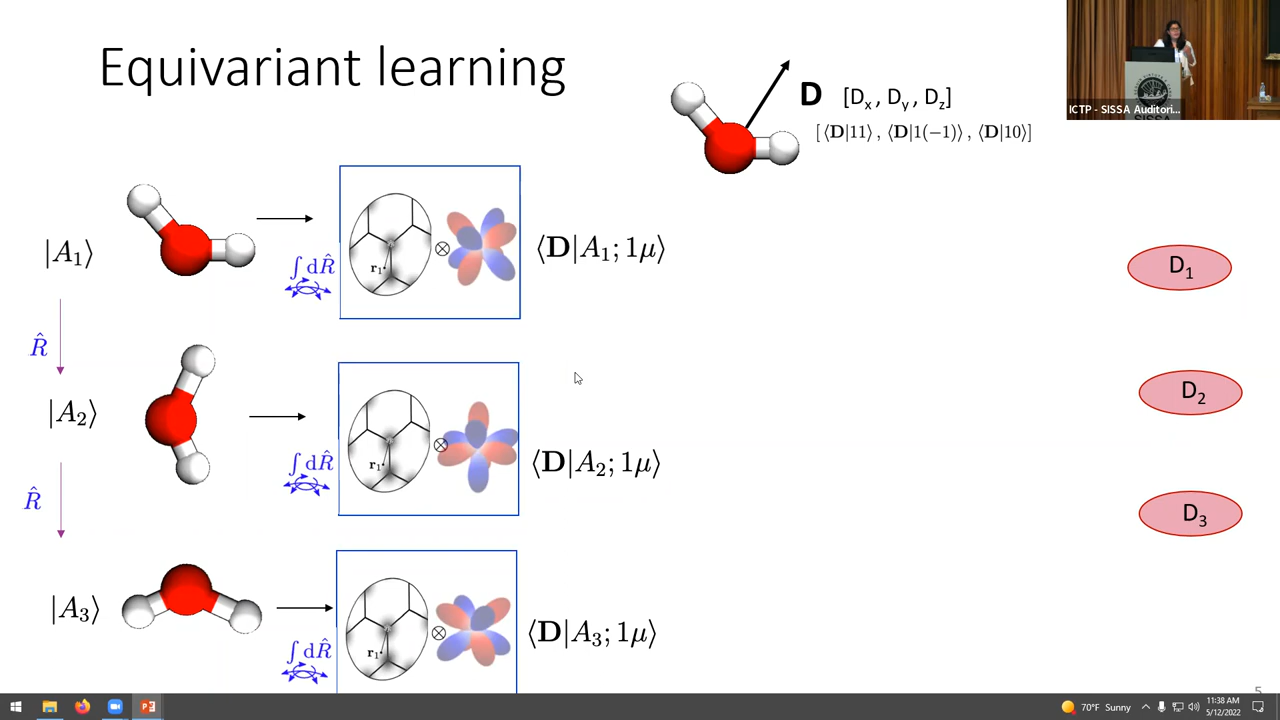 Equivariant learning
D [Dx , Dy , Dz]
[⟨D|11⟩ , ⟨D|1(−1)⟩ , ⟨D|10⟩]
ICTP - SISSA Auditori...
SISSA
|A1⟩
∫ dR̂
r1
⊗
⟨D|A1; 1μ⟩
D1
R̂
|A2⟩
∫ dR̂
r1
⊗
⟨D|A2; 1μ⟩
D2
R̂
D3
|A3⟩
∫ dR̂
r1
⊗
⟨D|A3; 1μ⟩
5
70°F Sunny
11:38 AM
5/12/2022